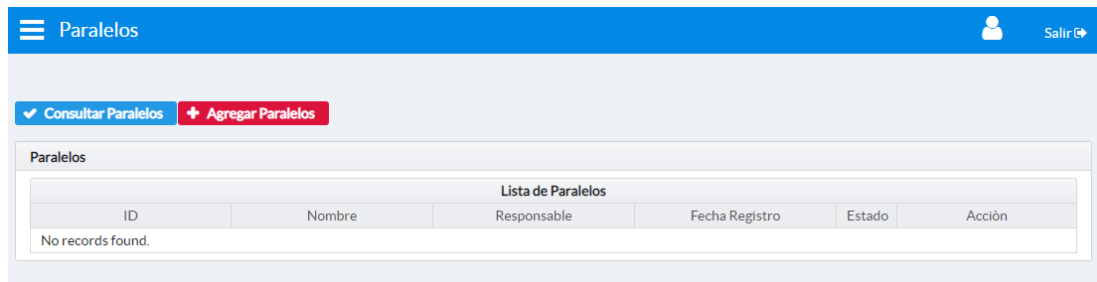 Paralelos
Salir
Consultar Paralelos
Agregar Paralelos
Paralelos
Lista de Paralelos
ID Nombre Responsable Fecha Registro Estado Acciòn
No records found.